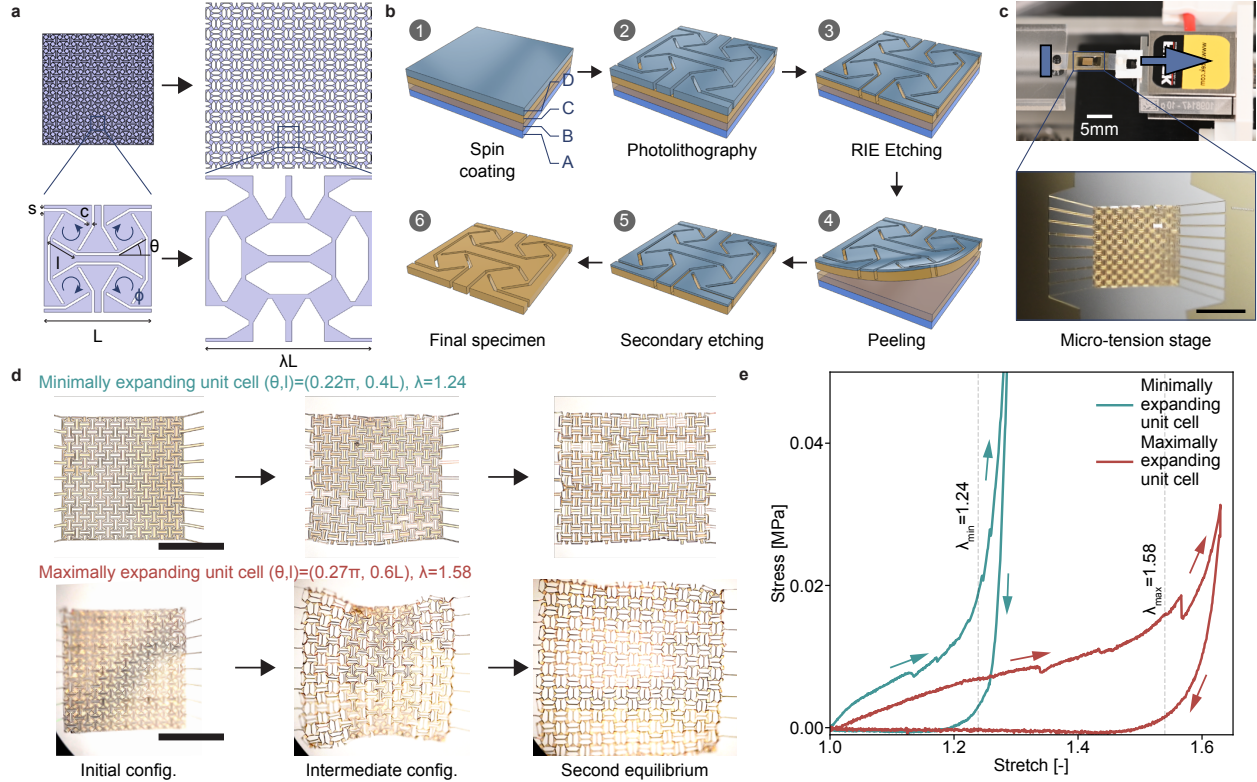 a
s
c
l
θ
ϕ
L
λL
b
1
2
3
D
C
B
A
Spin
coating
Photolithography
RIE Etching
6
5
4
Final specimen
Secondary etching
Peeling
c
5mm
Micro-tension stage
d
Minimally expanding unit cell (θ,l)=(0.22π, 0.4L), λ=1.24
Maximally expanding unit cell (θ,l)=(0.27π, 0.6L), λ=1.58
Initial config.
Intermediate config.
Second equilibrium
e
Minimally
expanding
unit cell
Maximally
expanding
unit cell
λmin=1.24
λmax=1.58
Stress [MPa]
0.04
0.02
0.00
1.0
1.2
1.4
1.6
Stretch [-]